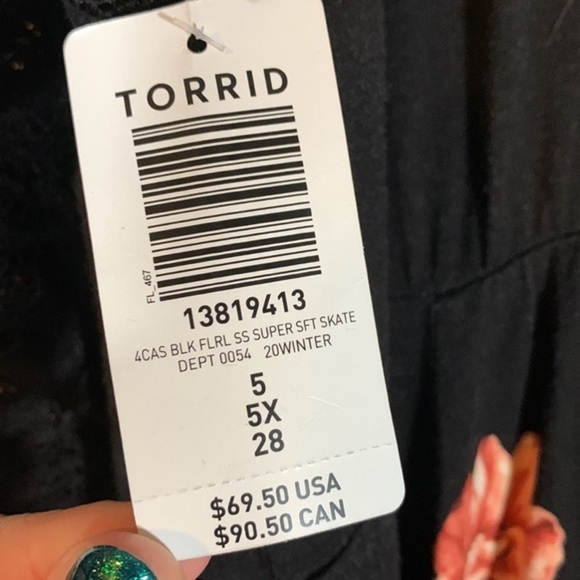 TORRID
FL_467
13819413
4CAS BLK FLRL SS SUPER SFT SKATE
DEPT 0054 20WINTER
5
5X
28
$69.50 USA
$90.50 CAN